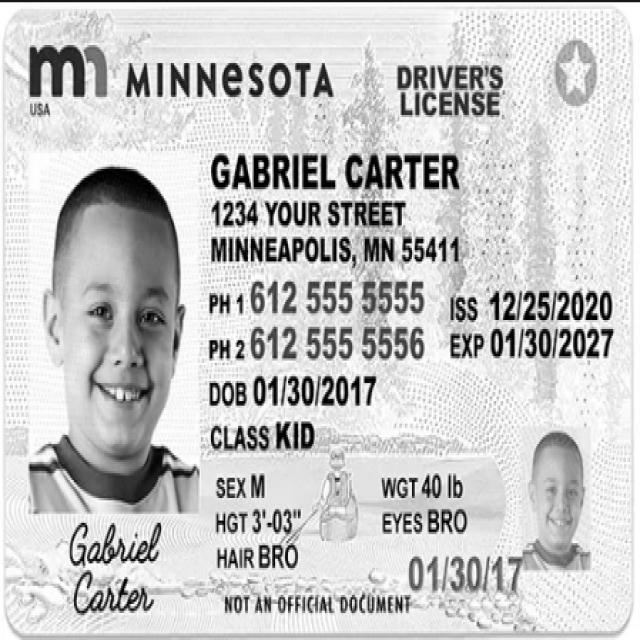 mn MINNESOTA
USA
DRIVER'S
LICENSE
GABRIEL CARTER
1234 YOUR STREET
MINNEAPOLIS, MN 55411
PH 1 612 555 5555
ISS 12/25/2020
PH 2 612 555 5556
EXP 01/30/2027
DOB 01/30/2017
CLASS KID
SEX M
WGT 40 lb
HGT 3'-03"
EYES BRO
HAIR BRO
01/30/17
Gabriel
Carter
NOT AN OFFICIAL DOCUMENT